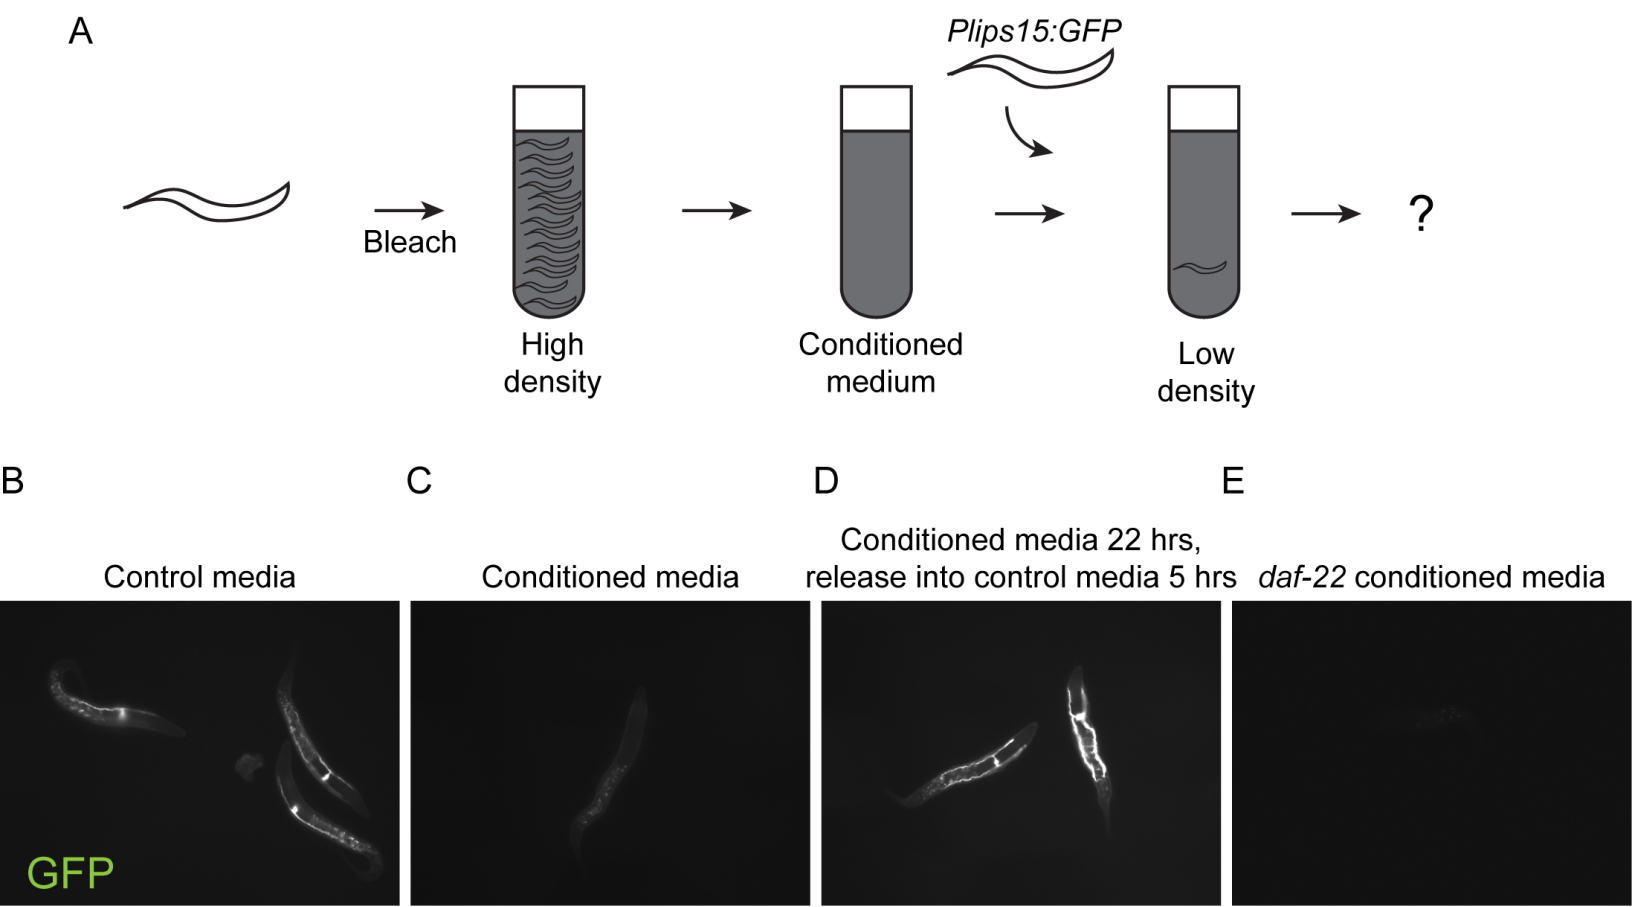 A
Plips15:GFP
Bleach
?
High
density
Conditioned
medium
Low
density
B
C
D
E
Control media
Conditioned media
Conditioned media 22 hrs,
release into control media 5 hrs
daf-22 conditioned media
GFP